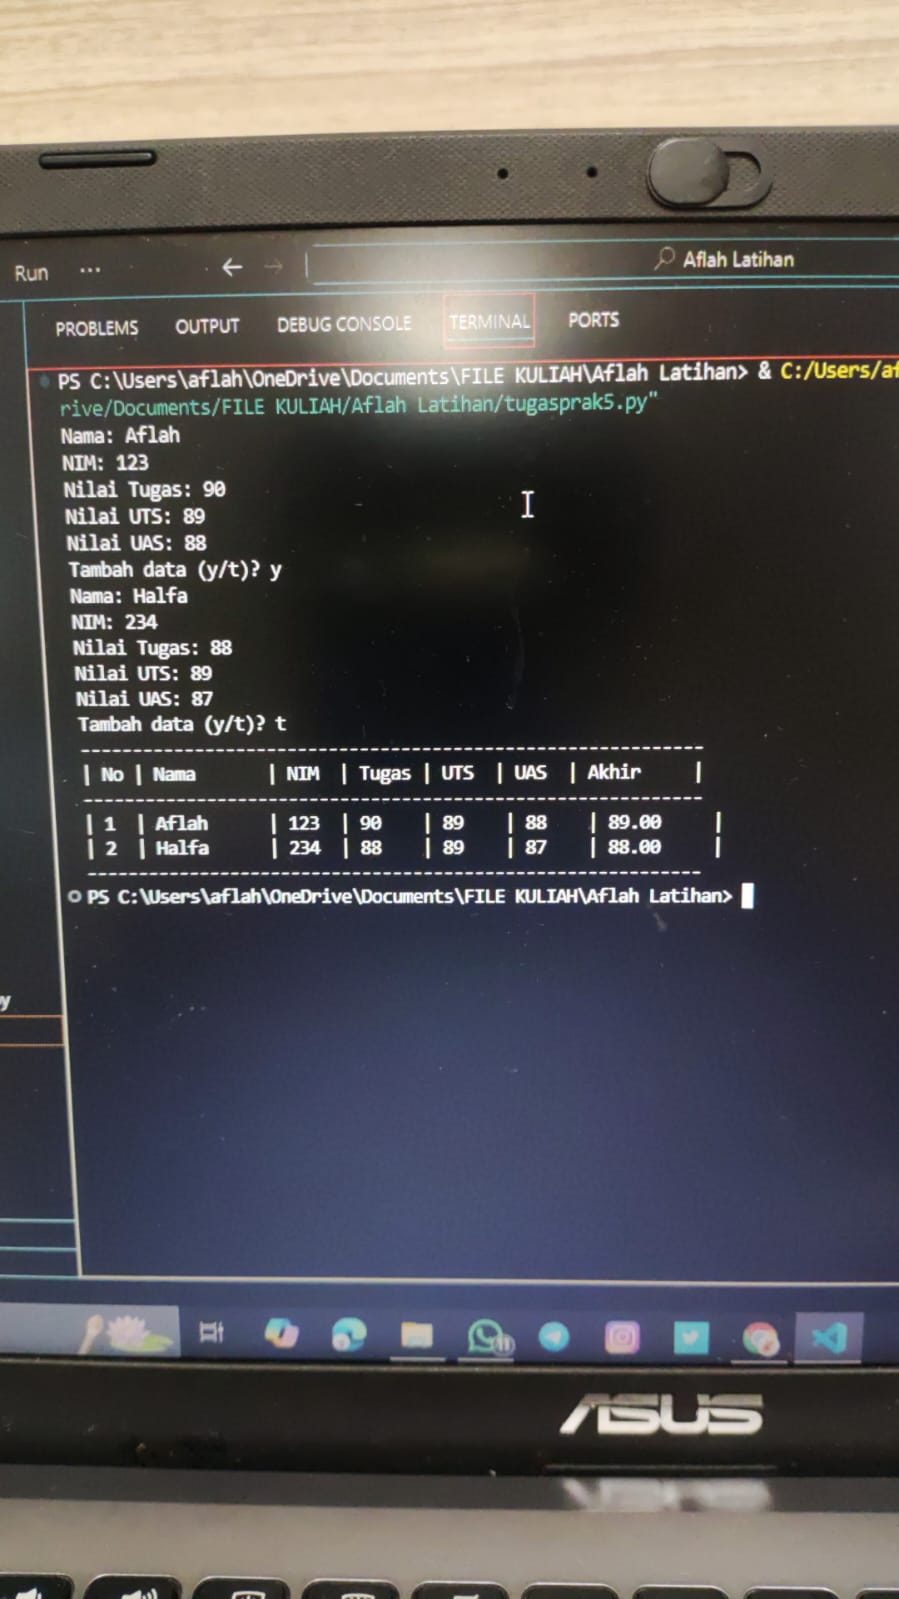 Run ... Aflah Latihan
PROBLEMS OUTPUT DEBUG CONSOLE TERMINAL PORTS
PS C:\Users\aflah\OneDrive\Documents\FILE KULIAH\Aflah Latihan> & C:/Users/af
rive/Documents/FILE KULIAH/Aflah Latihan/tugasprak5.py"
Nama: Aflah
NIM: 123
Nilai Tugas: 90
Nilai UTS: 89
Nilai UAS: 88
Tambah data (y/t)? y
Nama: Halfa
NIM: 234
Nilai Tugas: 88
Nilai UTS: 89
Nilai UAS: 87
Tambah data (y/t)? t
------------------------------------------------------------
| No | Nama | NIM | Tugas | UTS | UAS | Akhir |
------------------------------------------------------------
| 1 | Aflah | 123 | 90 | 89 | 88 | 89.00 |
| 2 | Halfa | 234 | 88 | 89 | 87 | 88.00 |
------------------------------------------------------------
PS C:\Users\aflah\OneDrive\Documents\FILE KULIAH\Aflah Latihan>
ASUS